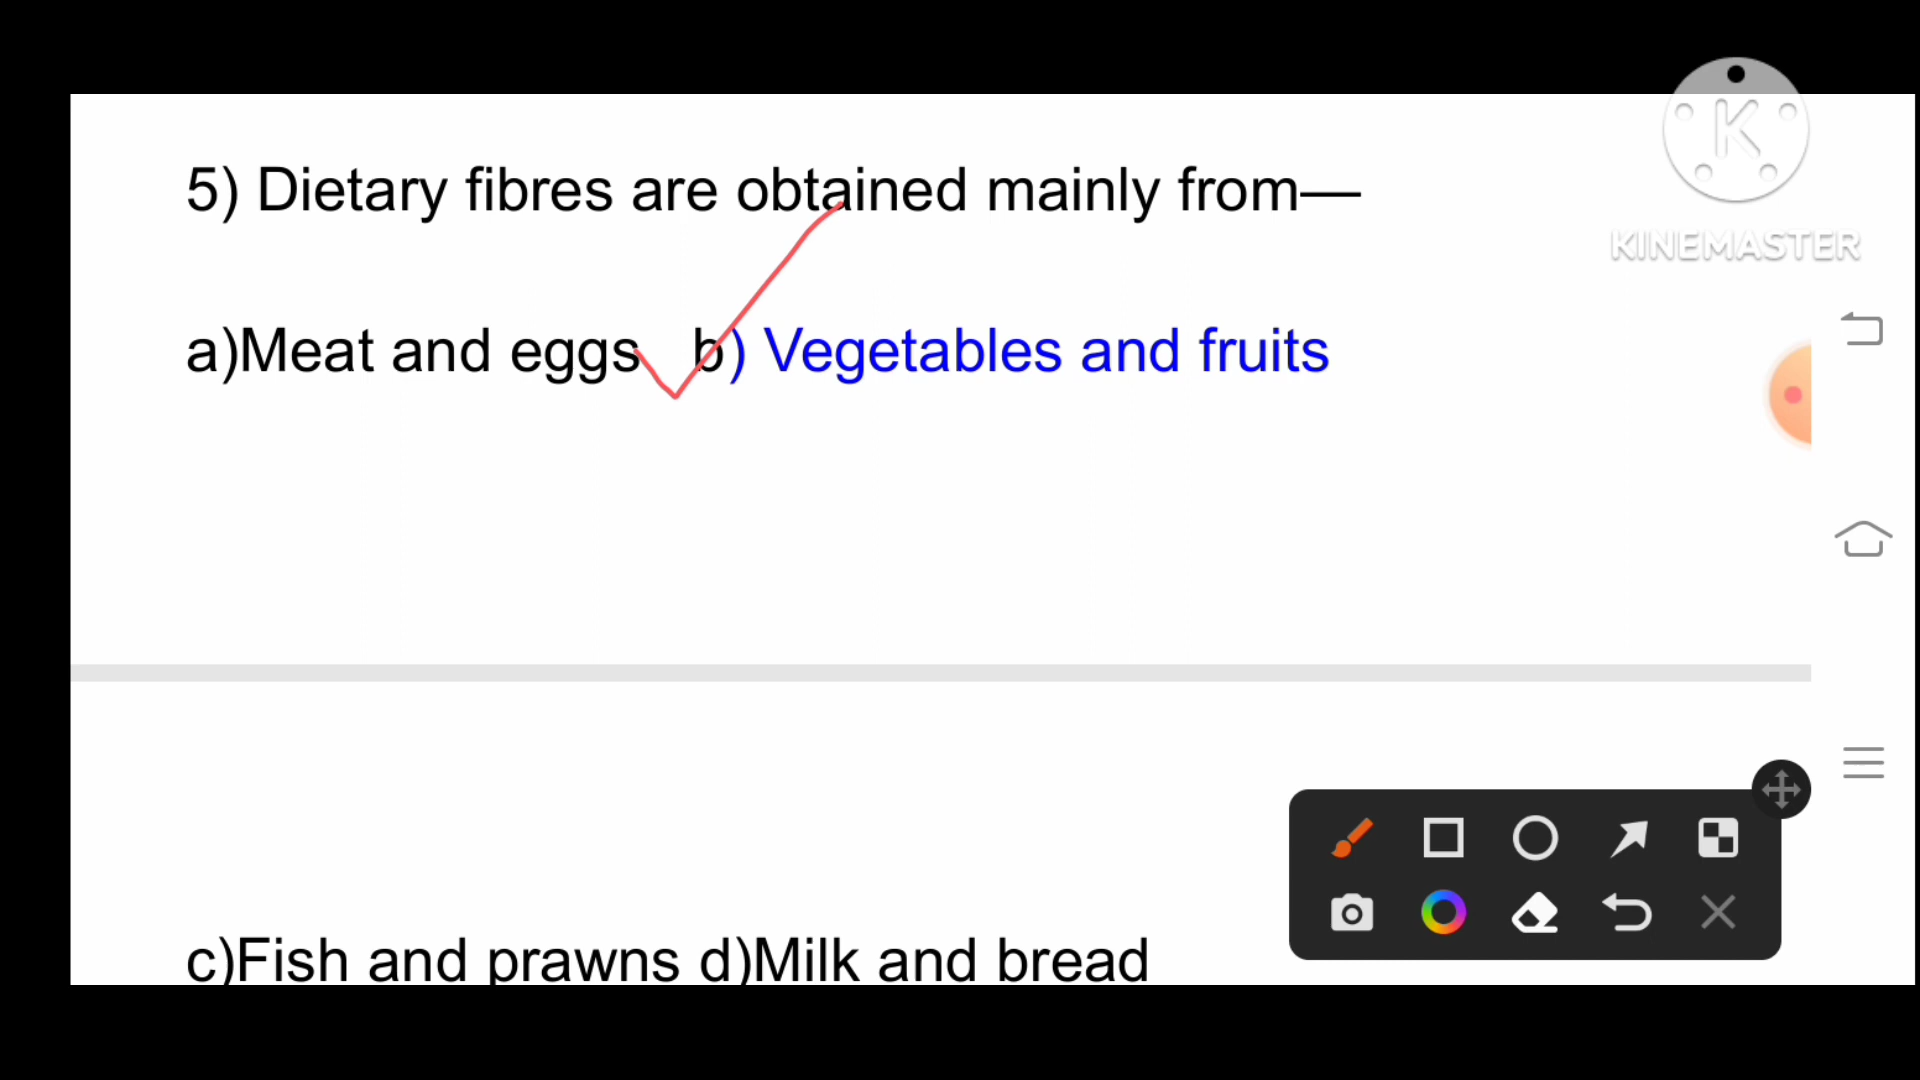 K
KINEMASTER
5) Dietary fibres are obtained mainly from—
a)Meat and eggs b) Vegetables and fruits
c)Fish and prawns d)Milk and bread